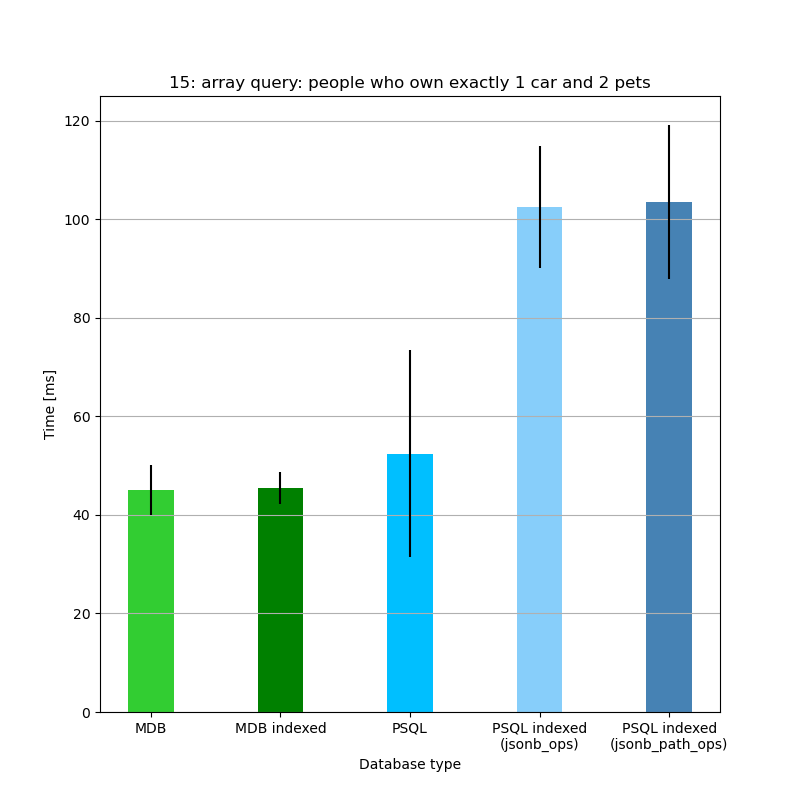 15: array query: people who own exactly 1 car and 2 pets
120
100
80
60
40
20
0
Time [ms]
MDB
MDB indexed
PSQL
PSQL indexed
(jsonb_ops)
PSQL indexed
(jsonb_path_ops)
Database type